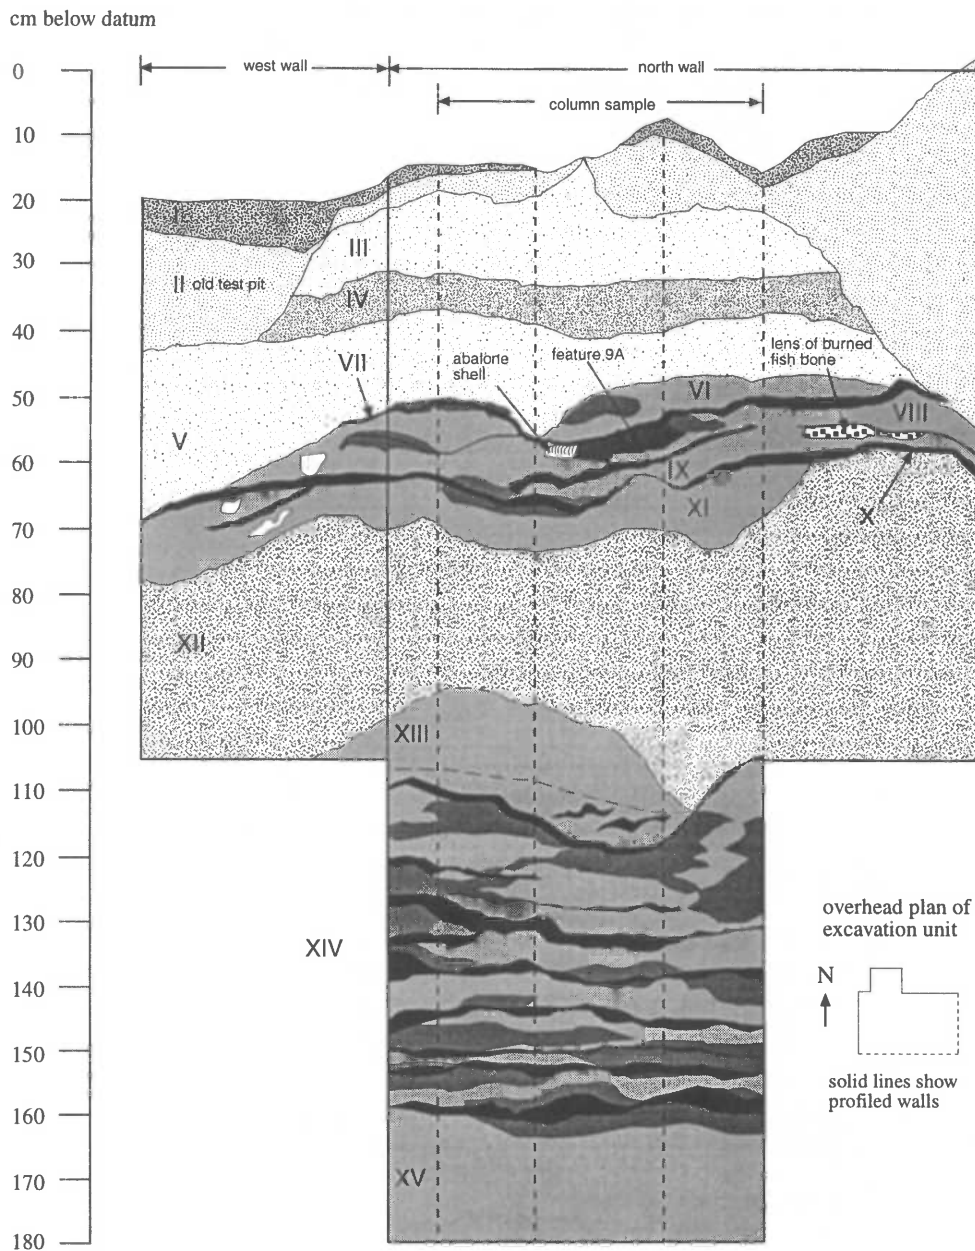 cm below datum
0
10
20
30
40
50
60
70
80
90
100
110
120
130
140
150
160
170
180
west wall
north wall
column sample
I
II old test pit
III
IV
V
VII
abalone
shell
feature 9A
lens of burned
fish bone
VI
VIII
IX
X
XI
XII
XIII
XIV
XV
overhead plan of
excavation unit
N
solid lines show
profiled walls